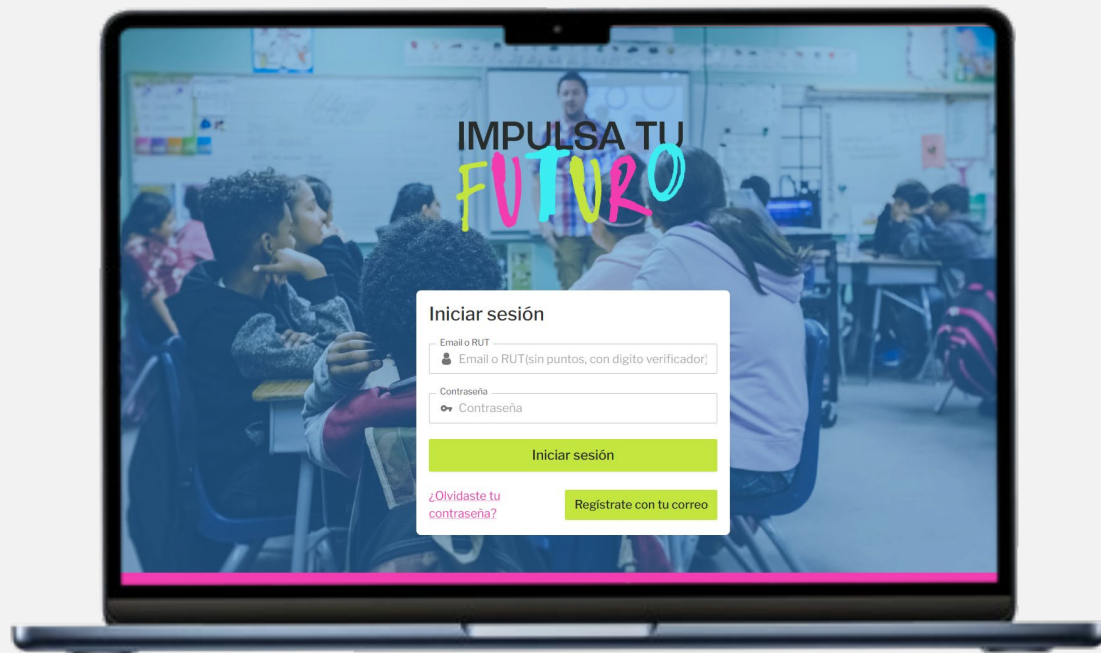 IMPULSA TU
FUTURO
Iniciar sesión
Email o RUT
Email o RUT(sin puntos, con digito verificador)
Contraseña
Contraseña
Iniciar sesión
¿Olvidaste tu
contraseña?
Regístrate con tu correo